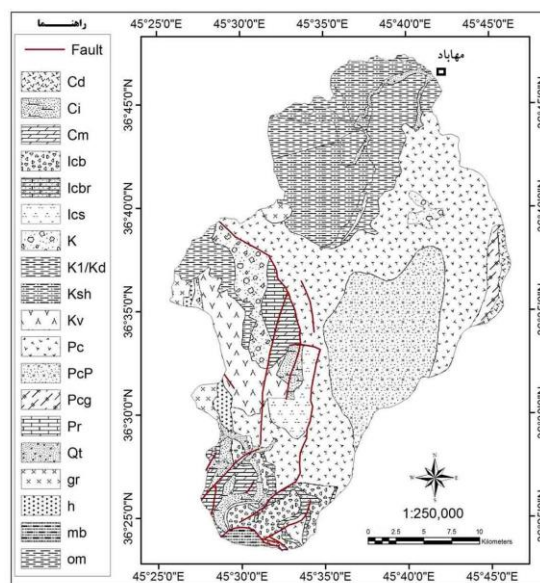 راهنما
Fault
Cd
Ci
Cm
Icb
Icbr
Ics
K
K1/Kd
Ksh
Kv
Pc
PcP
Pcg
Pr
Qt
gr
h
mb
om
45°25'0"E 45°30'0"E 45°35'0"E 45°40'0"E 45°45'0"E
مهاباد
36°45'0"N
36°40'0"N
36°35'0"N
36°30'0"N
36°25'0"N
1:250,000
0 2.5 5 7.5 10
Kilometers
45°25'0"E 45°30'0"E 45°35'0"E 45°40'0"E 45°45'0"E